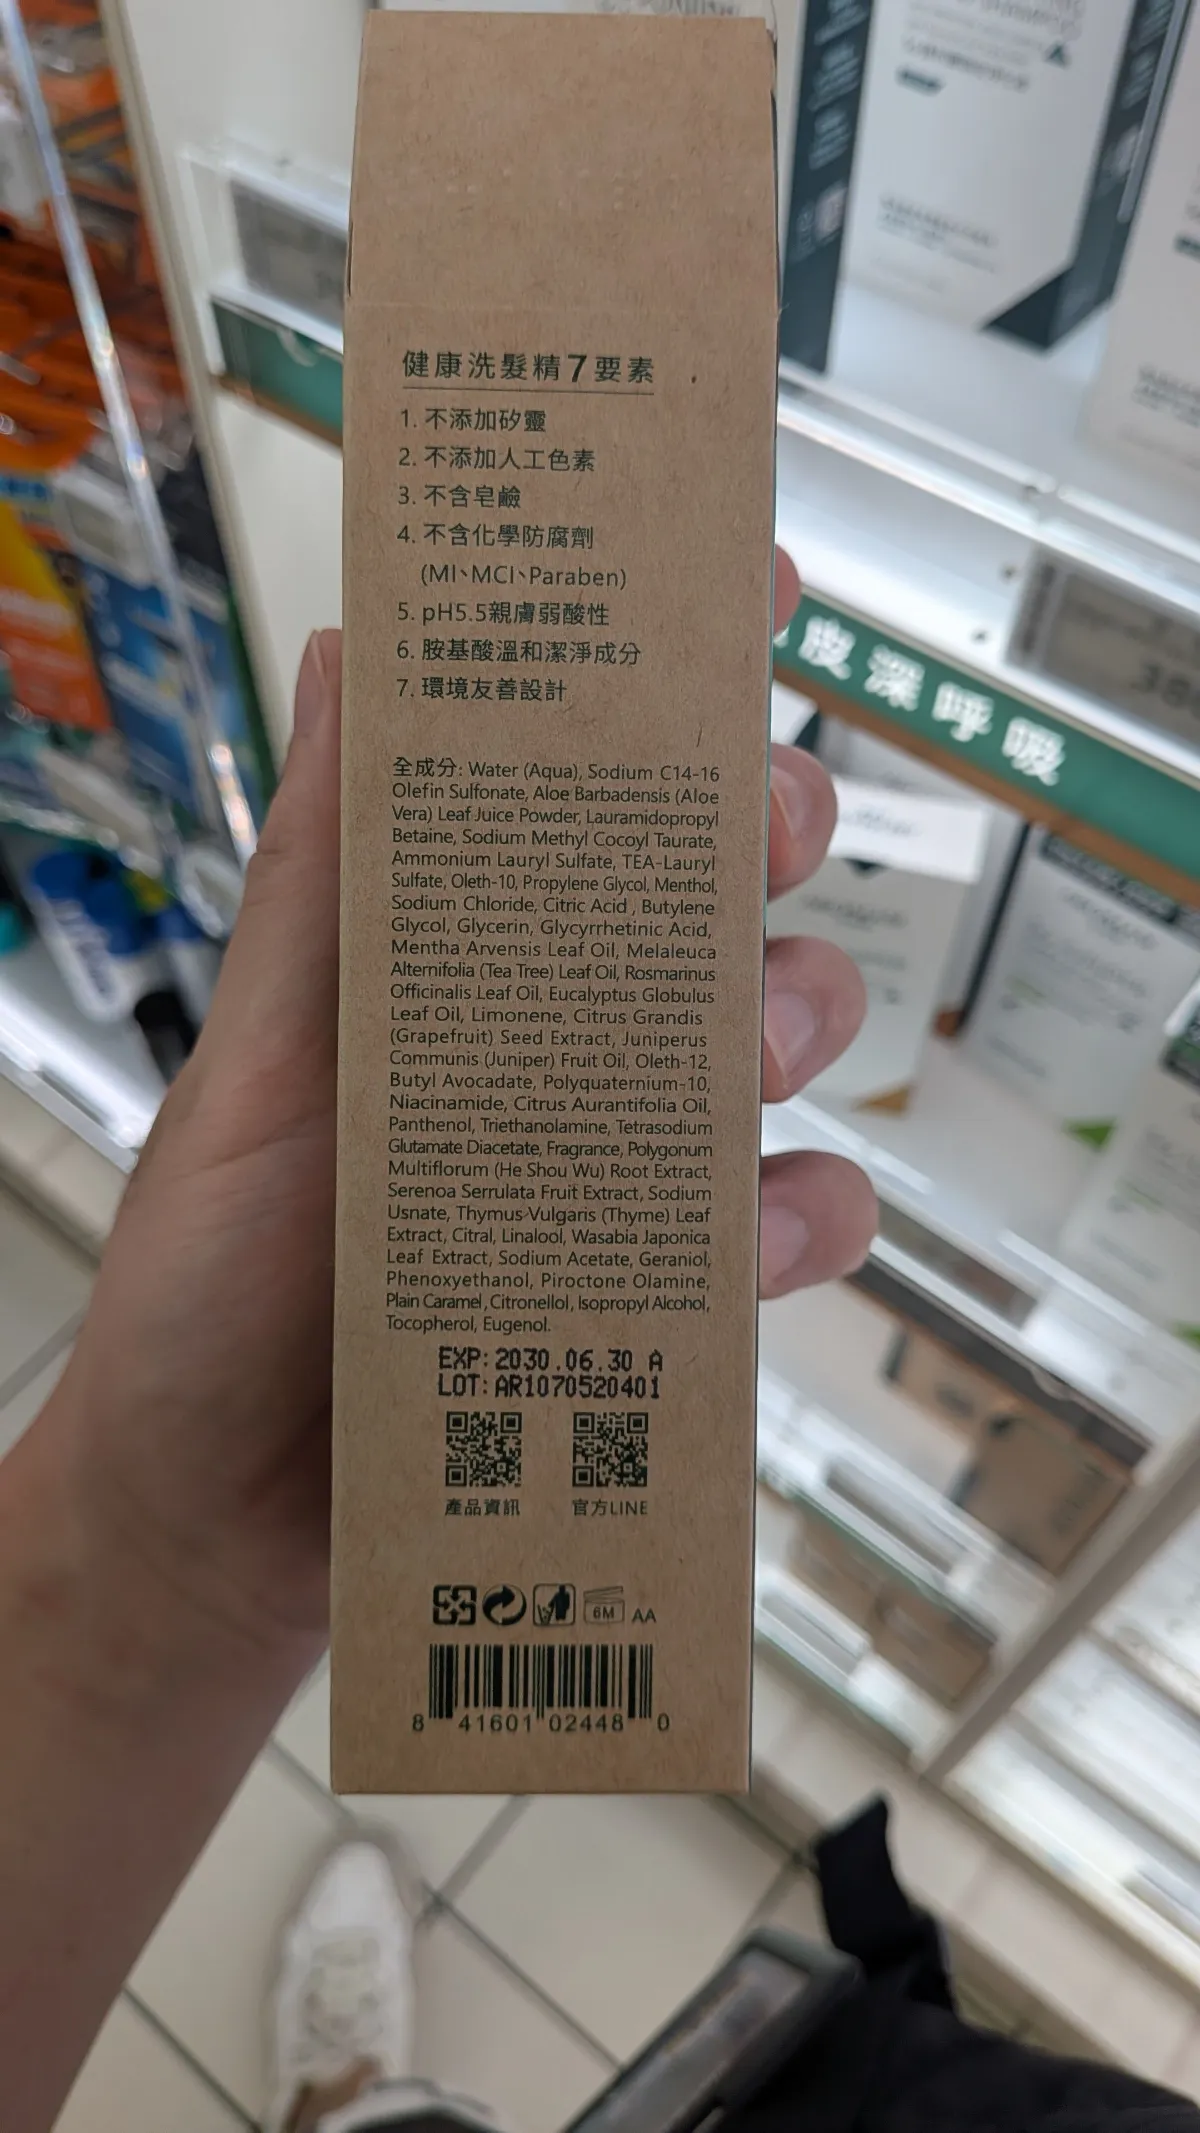 健康洗髮精7要素
1. 不添加矽靈
2. 不添加人工色素
3. 不含皂鹼
4. 不含化學防腐劑
(MI、MCI、Paraben)
5. pH5.5親膚弱酸性
6. 胺基酸溫和潔淨成分
7. 環境友善設計
全成分: Water (Aqua), Sodium C14-16
Olefin Sulfonate, Aloe Barbadensis (Aloe
Vera) Leaf Juice Powder, Lauramidopropyl
Betaine, Sodium Methyl Cocoyl Taurate,
Ammonium Lauryl Sulfate, TEA-Lauryl
Sulfate, Oleth-10, Propylene Glycol, Menthol,
Sodium Chloride, Citric Acid , Butylene
Glycol, Glycerin, Glycyrrhetinic Acid,
Mentha Arvensis Leaf Oil, Melaleuca
Alternifolia (Tea Tree) Leaf Oil, Rosmarinus
Officinalis Leaf Oil, Eucalyptus Globulus
Leaf Oil, Limonene, Citrus Grandis
(Grapefruit) Seed Extract, Juniperus
Communis (Juniper) Fruit Oil, Oleth-12,
Butyl Avocadate, Polyquaternium-10,
Niacinamide, Citrus Aurantifolia Oil,
Panthenol, Triethanolamine, Tetrasodium
Glutamate Diacetate, Fragrance, Polygonum
Multiflorum (He Shou Wu) Root Extract,
Serenoa Serrulata Fruit Extract, Sodium
Usnate, Thymus Vulgaris (Thyme) Leaf
Extract, Citral, Linalool, Wasabia Japonica
Leaf Extract, Sodium Acetate, Geraniol,
Phenoxyethanol, Piroctone Olamine,
Plain Caramel, Citronellol, Isopropyl Alcohol,
Tocopherol, Eugenol.
EXP: 2030.06.30 A
LOT: AR1070520401
產品資訊 官方LINE
6M AA
8 41601 02448 0
皮深呼吸